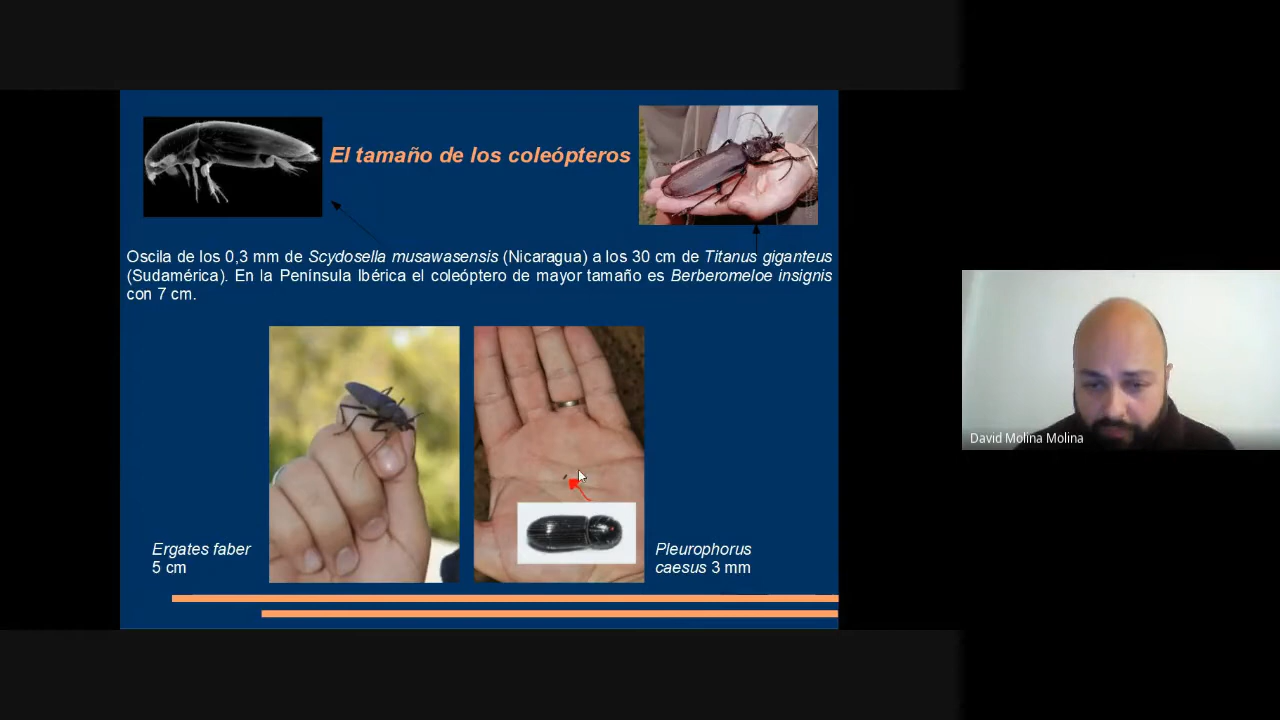 El tamaño de los coleópteros
Oscila de los 0,3 mm de Scydosella musawasensis (Nicaragua) a los 30 cm de Titanus giganteus
(Sudamérica). En la Península Ibérica el coleóptero de mayor tamaño es Berberomeloe insignis
con 7 cm.
Ergates faber
5 cm
Pleurophorus
caesus 3 mm
David Molina Molina